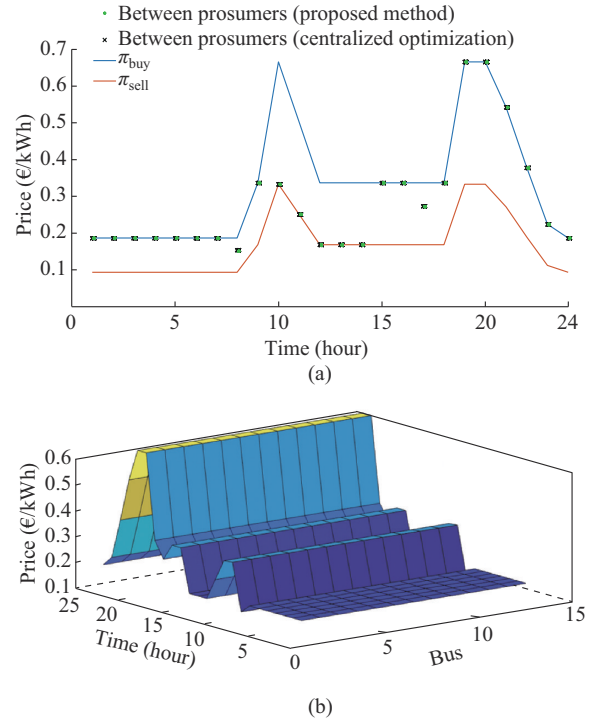 Between prosumers (proposed method)
Between prosumers (centralized optimization)
π_buy
π_sell
Price (€/kWh)
0.7
0.6
0.5
0.4
0.3
0.2
0.1
0 5 10 15 20 24
Time (hour)
(a)
Price (€/kWh)
0.6
0.5
0.4
0.3
0.2
0.1
25 20 15 10 5 0
Time (hour)
5 10 15
Bus
(b)